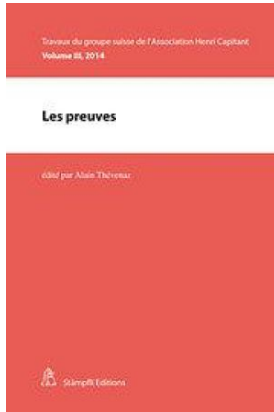 Travaux du groupe suisse de l'Association Henri Capitant
Volume III, 2014
Les preuves
édité par Alain Thévenaz
Stämpfli Editions